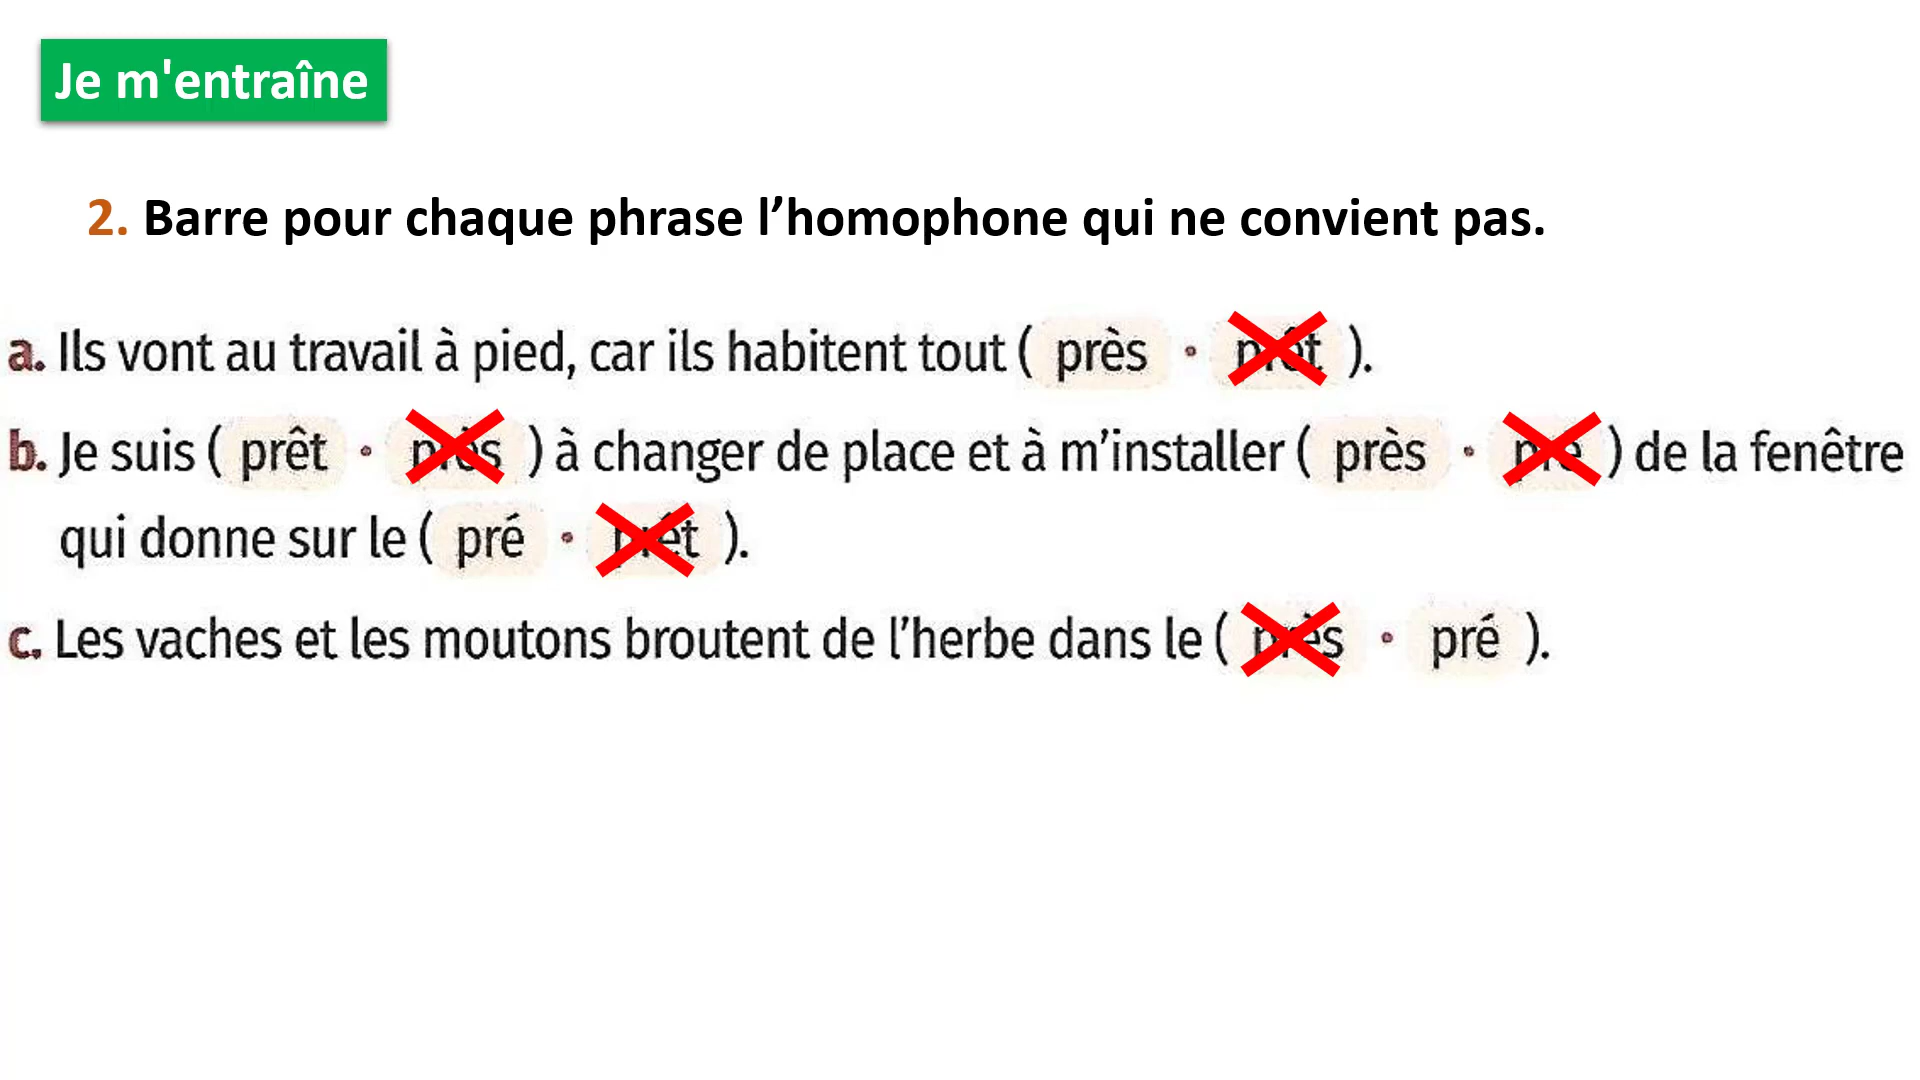 Je m'entraîne
2. Barre pour chaque phrase l’homophone qui ne convient pas.
a. Ils vont au travail à pied, car ils habitent tout ( près • prêt ).
b. Je suis ( prêt • près ) à changer de place et à m’installer ( près • pré ) de la fenêtre
qui donne sur le ( pré • prêt ).
c. Les vaches et les moutons broutent de l’herbe dans le ( près • pré ).